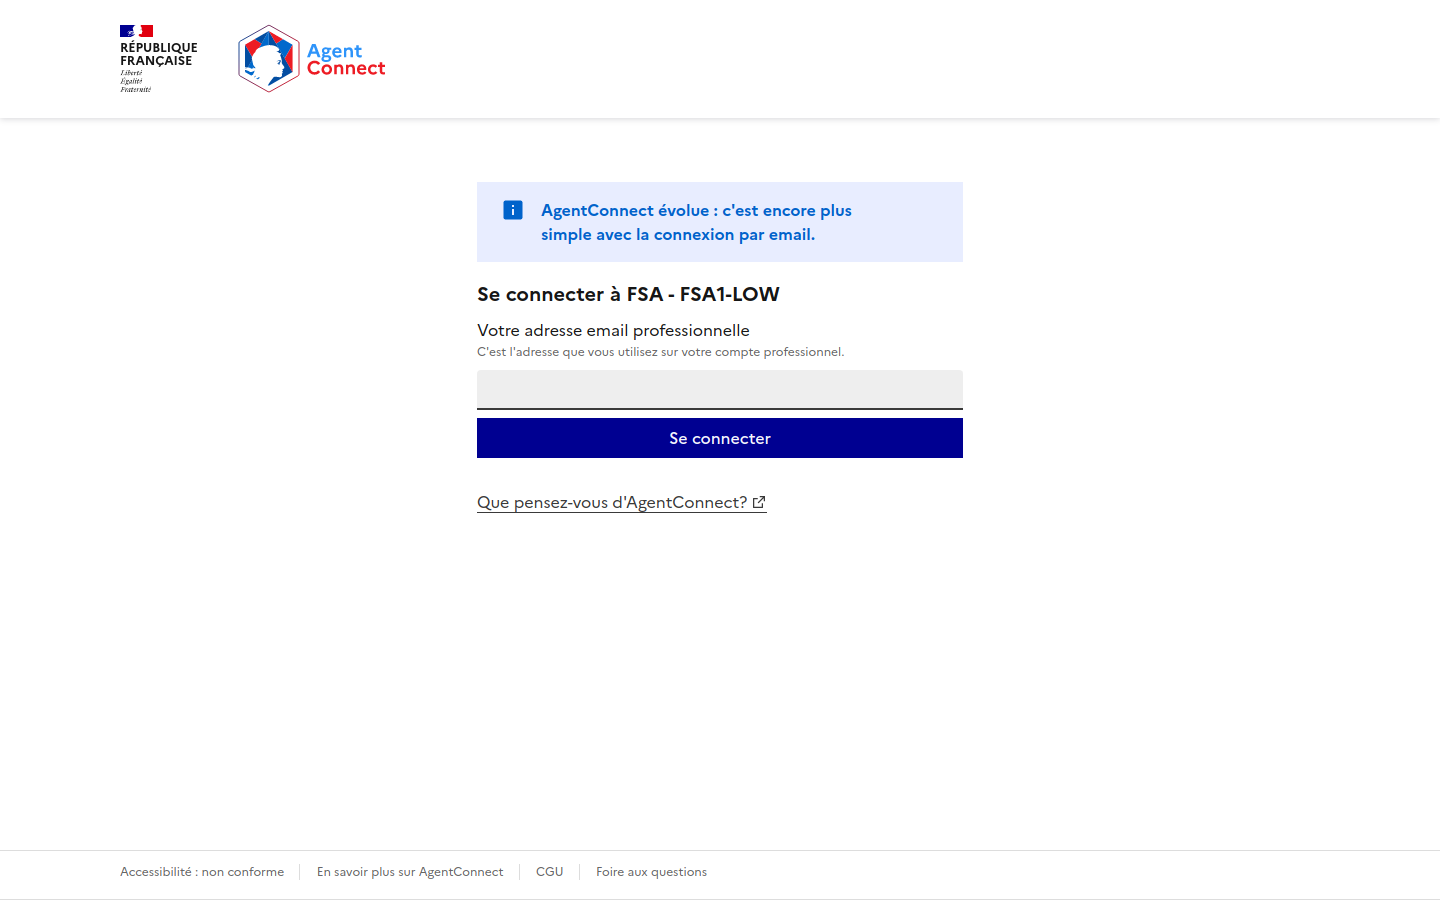 RÉPUBLIQUE
FRANÇAISE
Liberté
Égalité
Fraternité
Agent
Connect
AgentConnect évolue : c'est encore plus
simple avec la connexion par email.
Se connecter à FSA - FSA1-LOW
Votre adresse email professionnelle
C'est l'adresse que vous utilisez sur votre compte professionnel.
Se connecter
Que pensez-vous d'AgentConnect?
Accessibilité : non conforme
En savoir plus sur AgentConnect
CGU
Foire aux questions